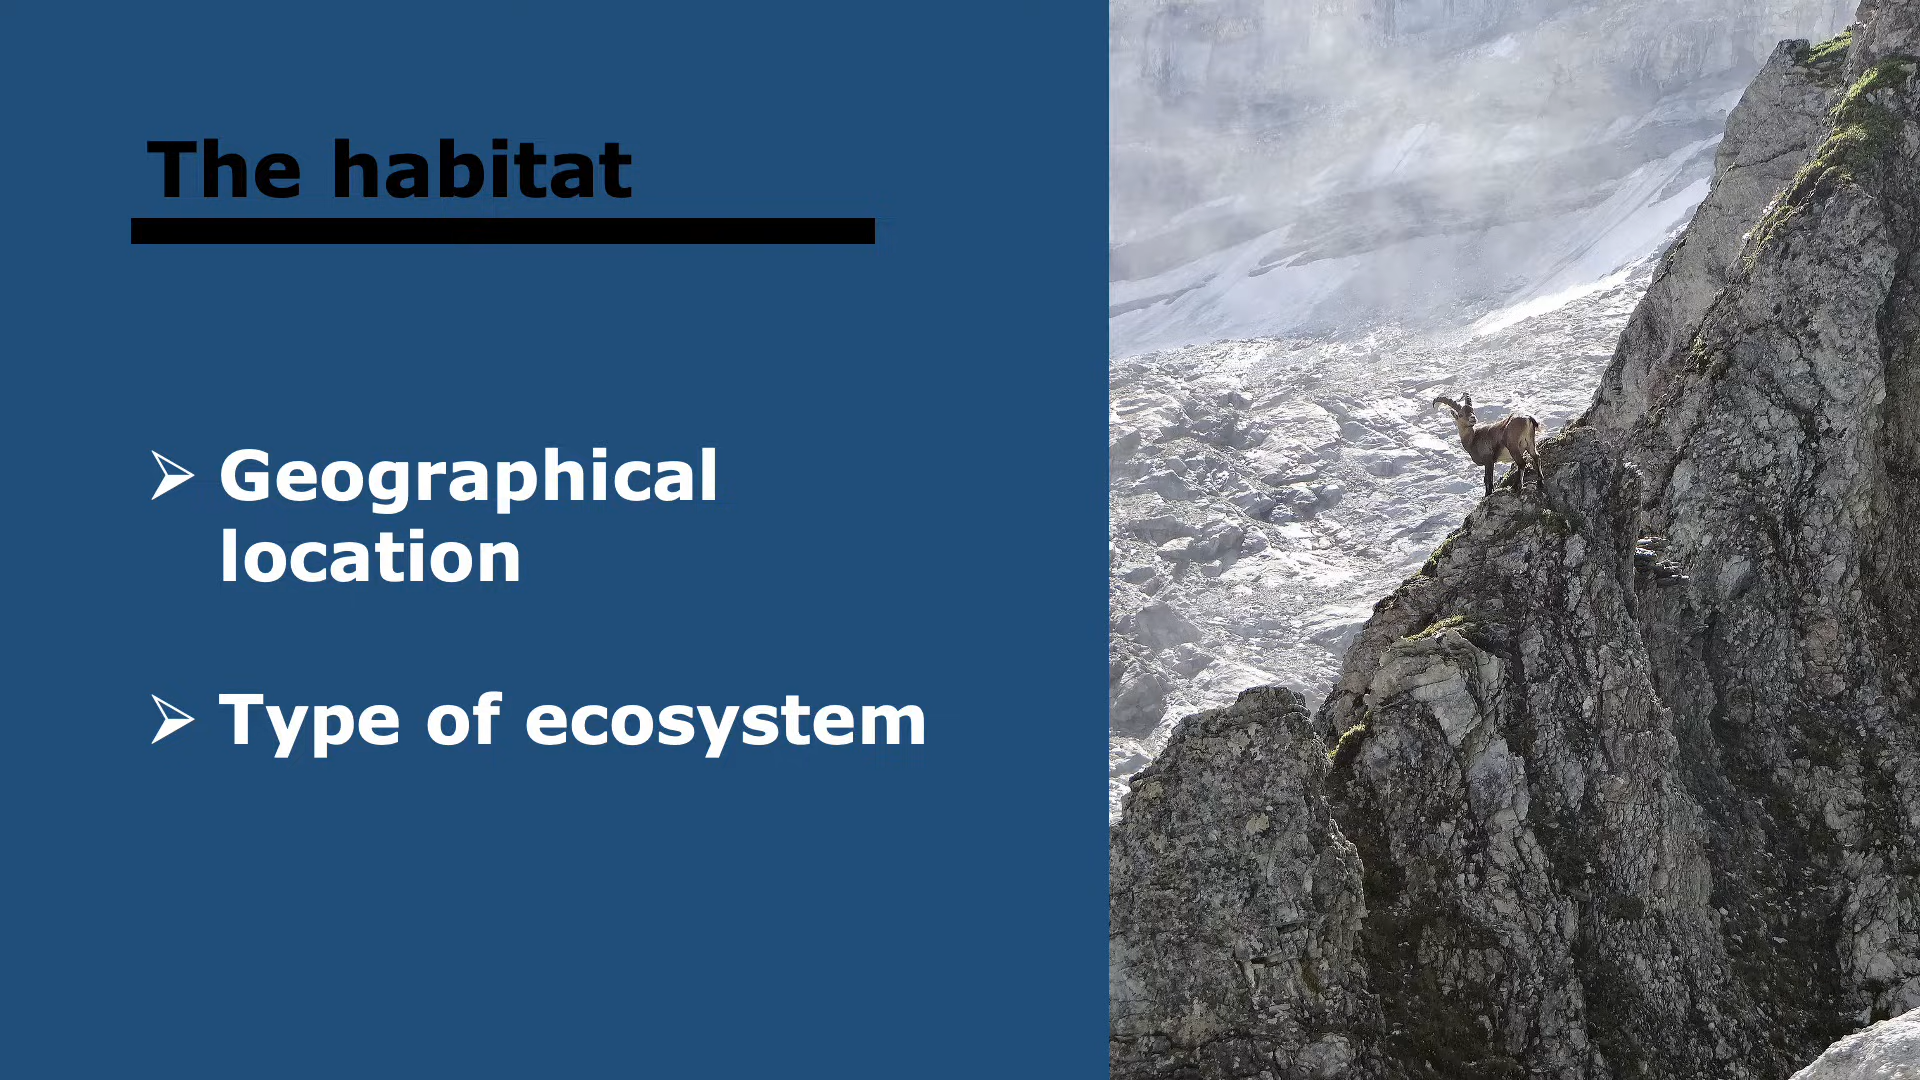 The habitat
➢ Geographical
location
➢ Type of ecosystem